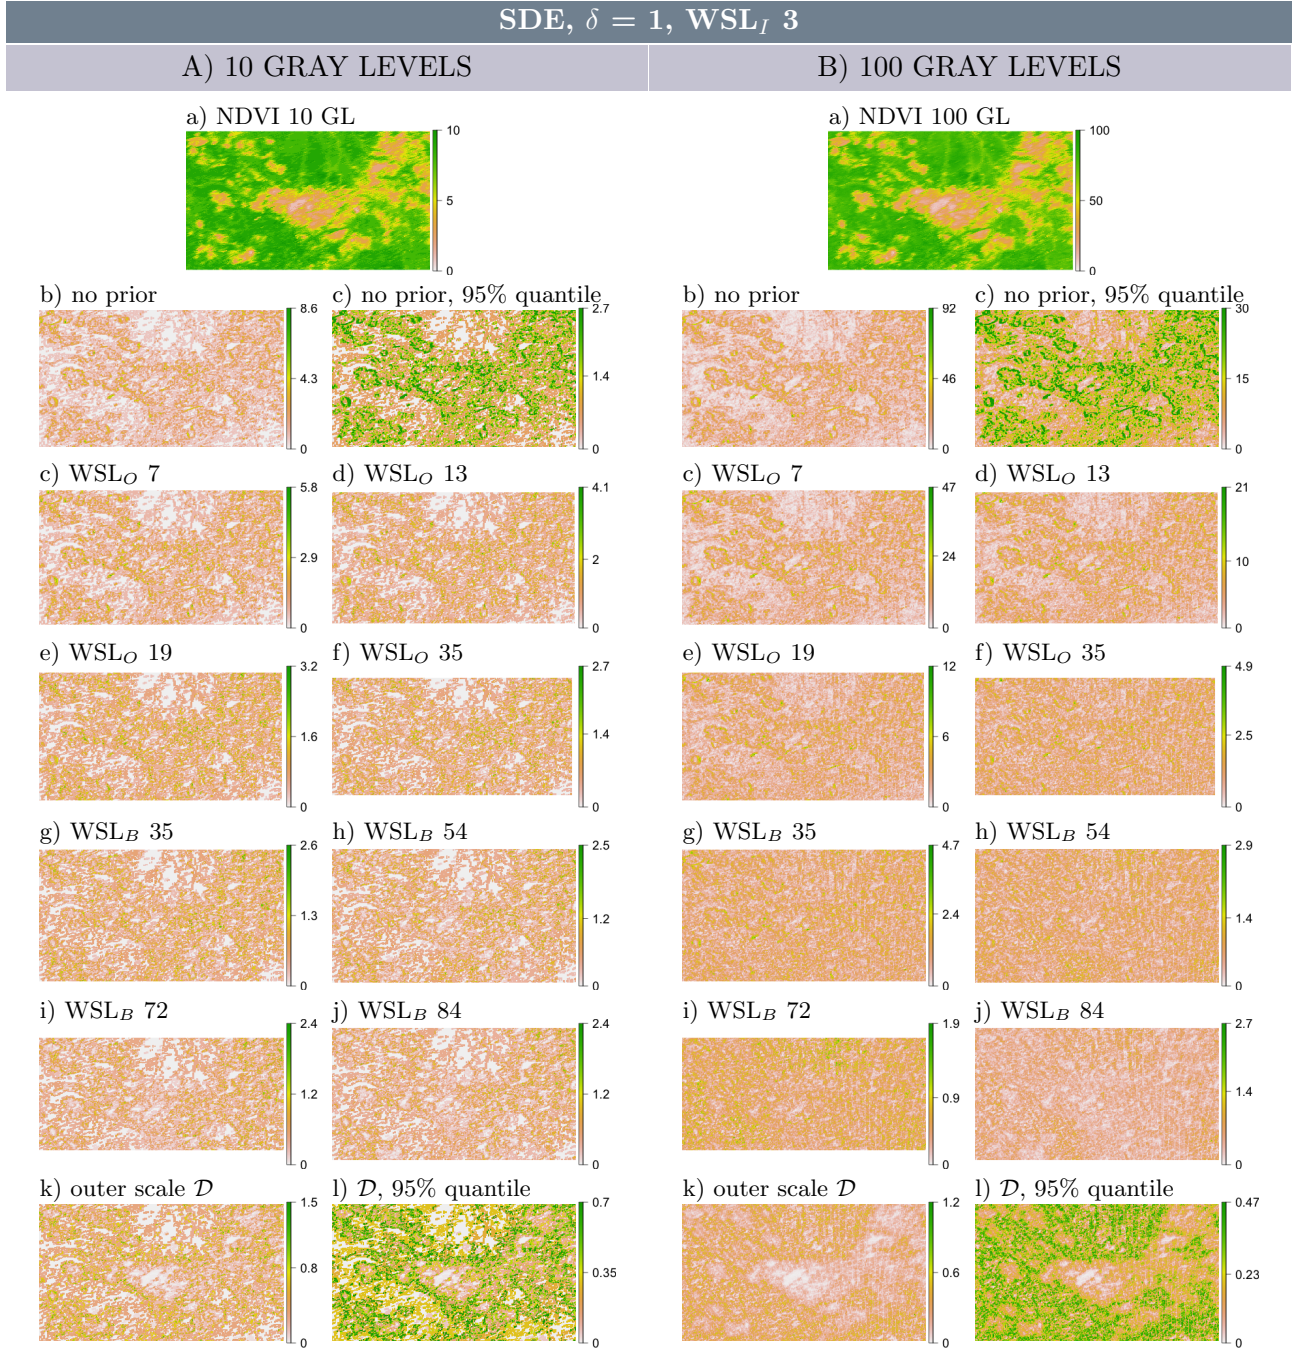 SDE, δ = 1, WSL_I 3
A) 10 GRAY LEVELS
B) 100 GRAY LEVELS
a) NDVI 10 GL
10
5
0
a) NDVI 100 GL
100
50
0
b) no prior
8.6
4.3
0
c) no prior, 95% quantile
2.7
1.4
0
b) no prior
92
46
0
c) no prior, 95% quantile
30
15
0
c) WSL_O 7
5.8
2.9
0
d) WSL_O 13
4.1
2
0
c) WSL_O 7
47
24
0
d) WSL_O 13
21
10
0
e) WSL_O 19
3.2
1.6
0
f) WSL_O 35
2.7
1.4
0
e) WSL_O 19
12
6
0
f) WSL_O 35
4.9
2.5
0
g) WSL_B 35
2.6
1.3
0
h) WSL_B 54
2.5
1.2
0
g) WSL_B 35
4.7
2.4
0
h) WSL_B 54
2.9
1.4
0
i) WSL_B 72
2.4
1.2
0
j) WSL_B 84
2.4
1.2
0
i) WSL_B 72
1.9
0.9
0
j) WSL_B 84
2.7
1.4
0
k) outer scale 𝒟
1.5
0.8
0
l) 𝒟, 95% quantile
0.7
0.35
0
k) outer scale 𝒟
1.2
0.6
0
l) 𝒟, 95% quantile
0.47
0.23
0